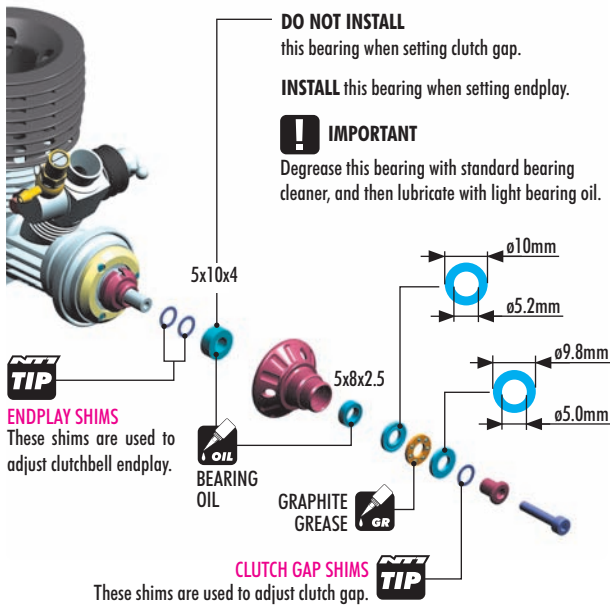 DO NOT INSTALL
this bearing when setting clutch gap.
INSTALL this bearing when setting endplay.
!
IMPORTANT
Degrease this bearing with standard bearing
cleaner, and then lubricate with light bearing oil.
ø10mm
5x10x4
ø5.2mm
ø9.8mm
NT1
TIP
5x8x2.5
ø5.0mm
ENDPLAY SHIMS
These shims are used to
adjust clutchbell endplay.
OIL
BEARING
OIL
GRAPHITE
GREASE
GR
CLUTCH GAP SHIMS
These shims are used to adjust clutch gap.
NT1
TIP